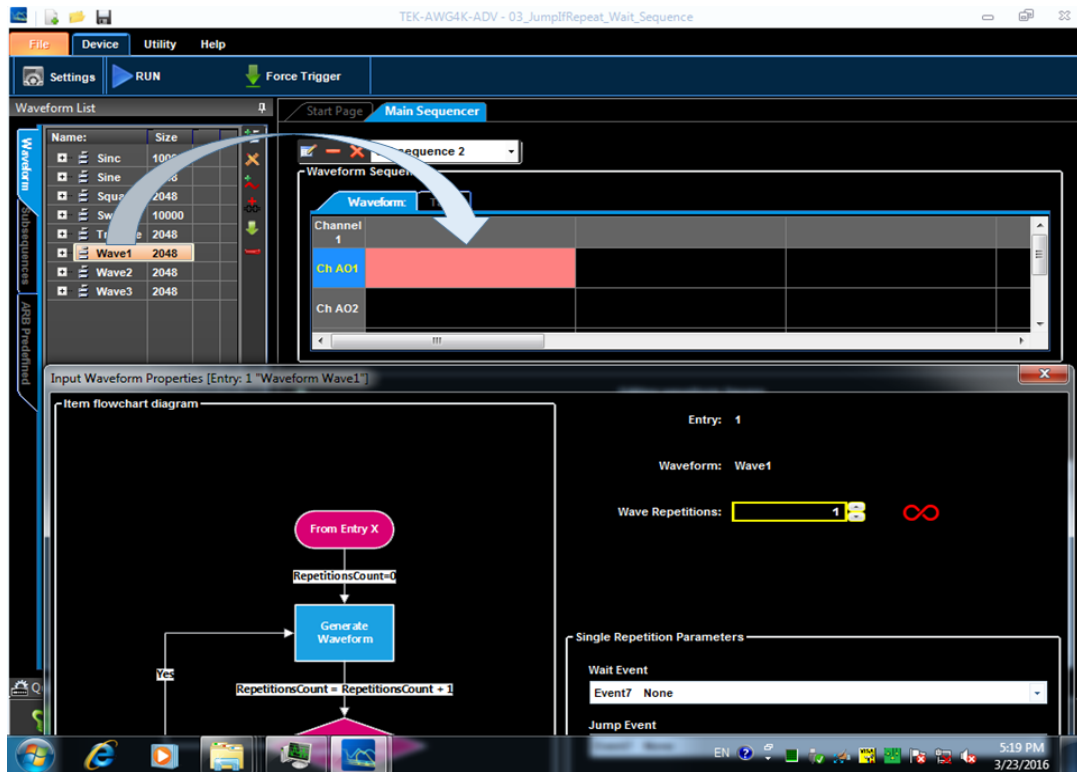 TEK-AWG4K-ADV - 03_JumpIfRepeat_Wait_Sequence
File Device Utility Help
Settings RUN Force Trigger
Waveform List
Start Page Main Sequencer
Waveform
Subsequences
ARB Predefined
Name: Size
Sinc
Sine
2048
10000
2048
Wave1 2048
Wave2 2048
Wave3 2048
2
Waveform
Waveform:
Channel 1
Ch AO1
Ch AO2
Input Waveform Properties [Entry: 1 "Waveform Wave1"]
Item flowchart diagram
From Entry X
RepetitionsCount=0
Generate
Waveform
Yes
RepetitionsCount = RepetitionsCount + 1
Entry: 1
Waveform: Wave1
Wave Repetitions: 1
Single Repetition Parameters
Wait Event
Event7 None
Jump Event
EN
5:19 PM
3/23/2016